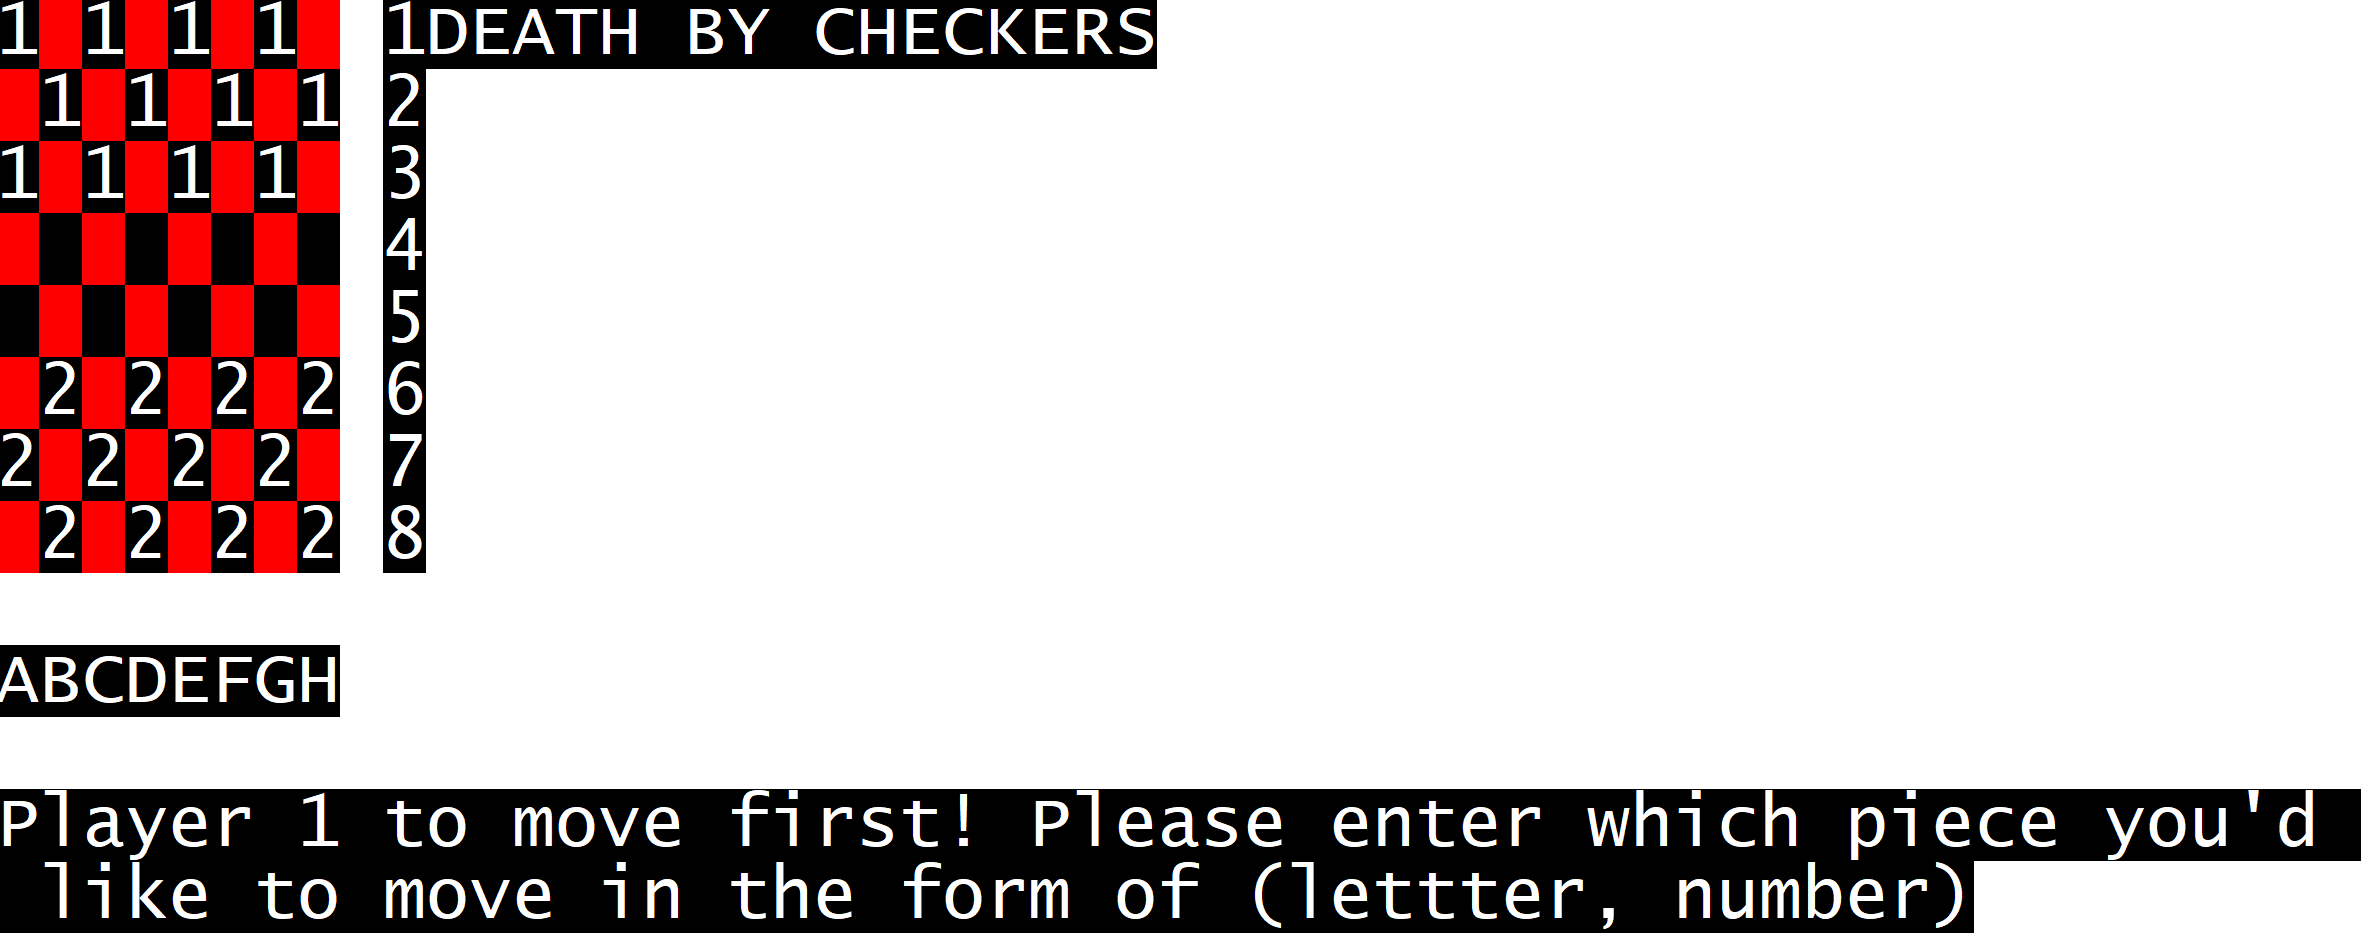 1 1 1 1  1DEATH BY CHECKERS
 1 1 1 1 2
1 1 1 1  3
4
5
 2 2 2 2 6
2 2 2 2  7
 2 2 2 2 8
ABCDEFGH
Player 1 to move first! Please enter which piece you'd
like to move in the form of (lettter, number)